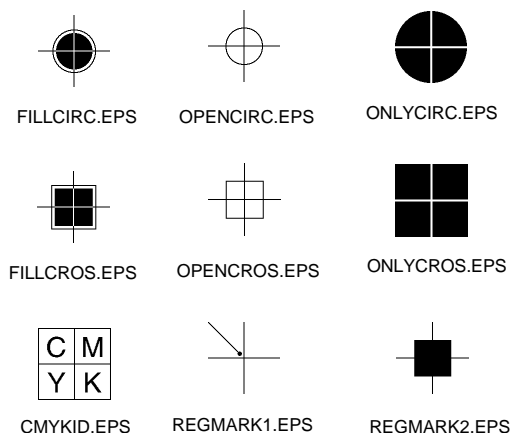 FILLCIRC.EPS OPENCIRC.EPS ONLYCIRC.EPS
FILLCROS.EPS OPENCROS.EPS ONLYCROS.EPS
C M
Y K
CMYKID.EPS REGMARK1.EPS REGMARK2.EPS